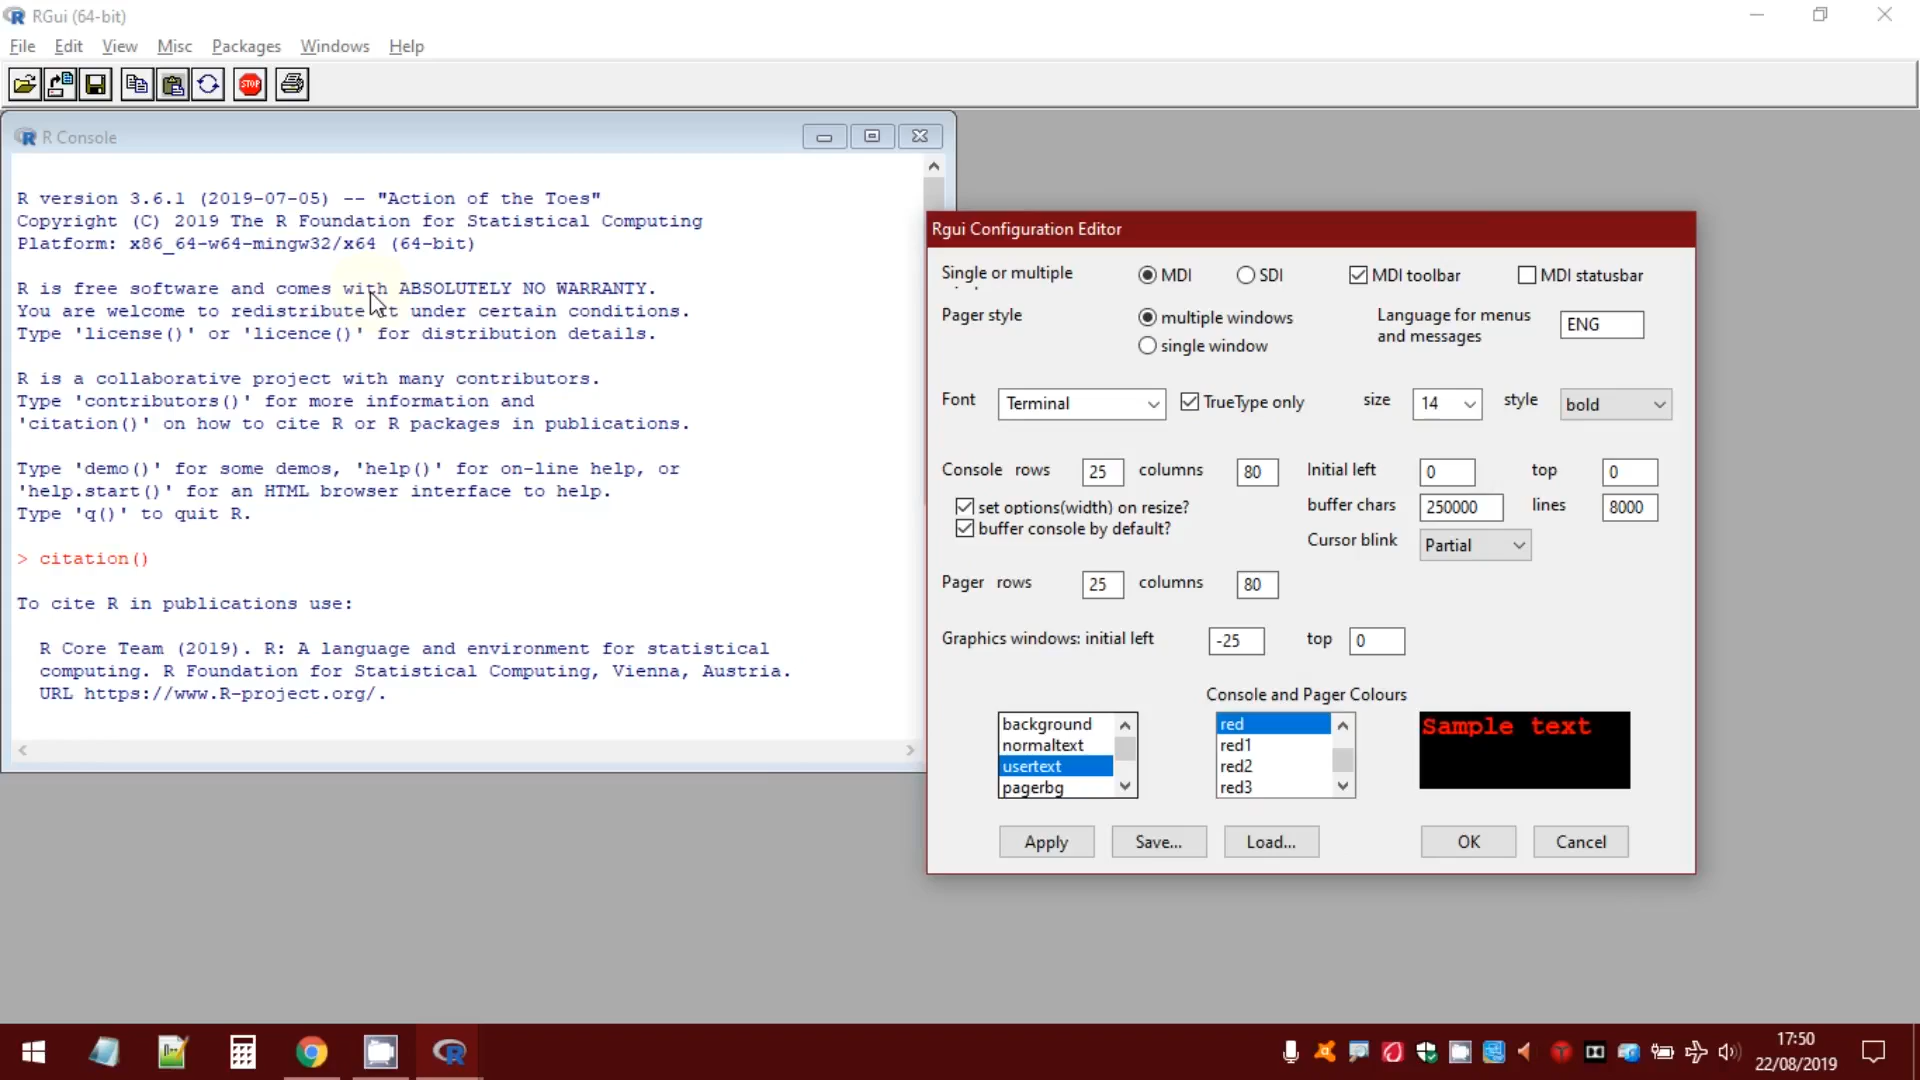 RGui (64-bit)
File Edit View Misc Packages Windows Help
STOP
R Console
R version 3.6.1 (2019-07-05) -- "Action of the Toes"
Copyright (C) 2019 The R Foundation for Statistical Computing
Platform: x86_64-w64-mingw32/x64 (64-bit)
R is free software and comes with ABSOLUTELY NO WARRANTY.
You are welcome to redistribute it under certain conditions.
Type 'license()' or 'licence()' for distribution details.
R is a collaborative project with many contributors.
Type 'contributors()' for more information and
'citation()' on how to cite R or R packages in publications.
Type 'demo()' for some demos, 'help()' for on-line help, or
'help.start()' for an HTML browser interface to help.
Type 'q()' to quit R.
> citation()
To cite R in publications use:
R Core Team (2019). R: A language and environment for statistical
computing. R Foundation for Statistical Computing, Vienna, Austria.
URL https://www.R-project.org/.
Rgui Configuration Editor
Single or multiple MDI SDI MDI toolbar MDI statusbar
Pager style multiple windows single window
Language for menus and messages ENG
Font Terminal TrueType only size 14 style bold
Console rows 25 columns 80 Initial left 0 top 0
set options(width) on resize? buffer chars 250000 lines 8000
buffer console by default? Cursor blink Partial
Pager rows 25 columns 80
Graphics windows: initial left -25 top 0
Console and Pager Colours
background
normaltext
usertext
pagerbg
red
red1
red2
red3
Sample text
Apply Save... Load... OK Cancel
17:50
22/08/2019